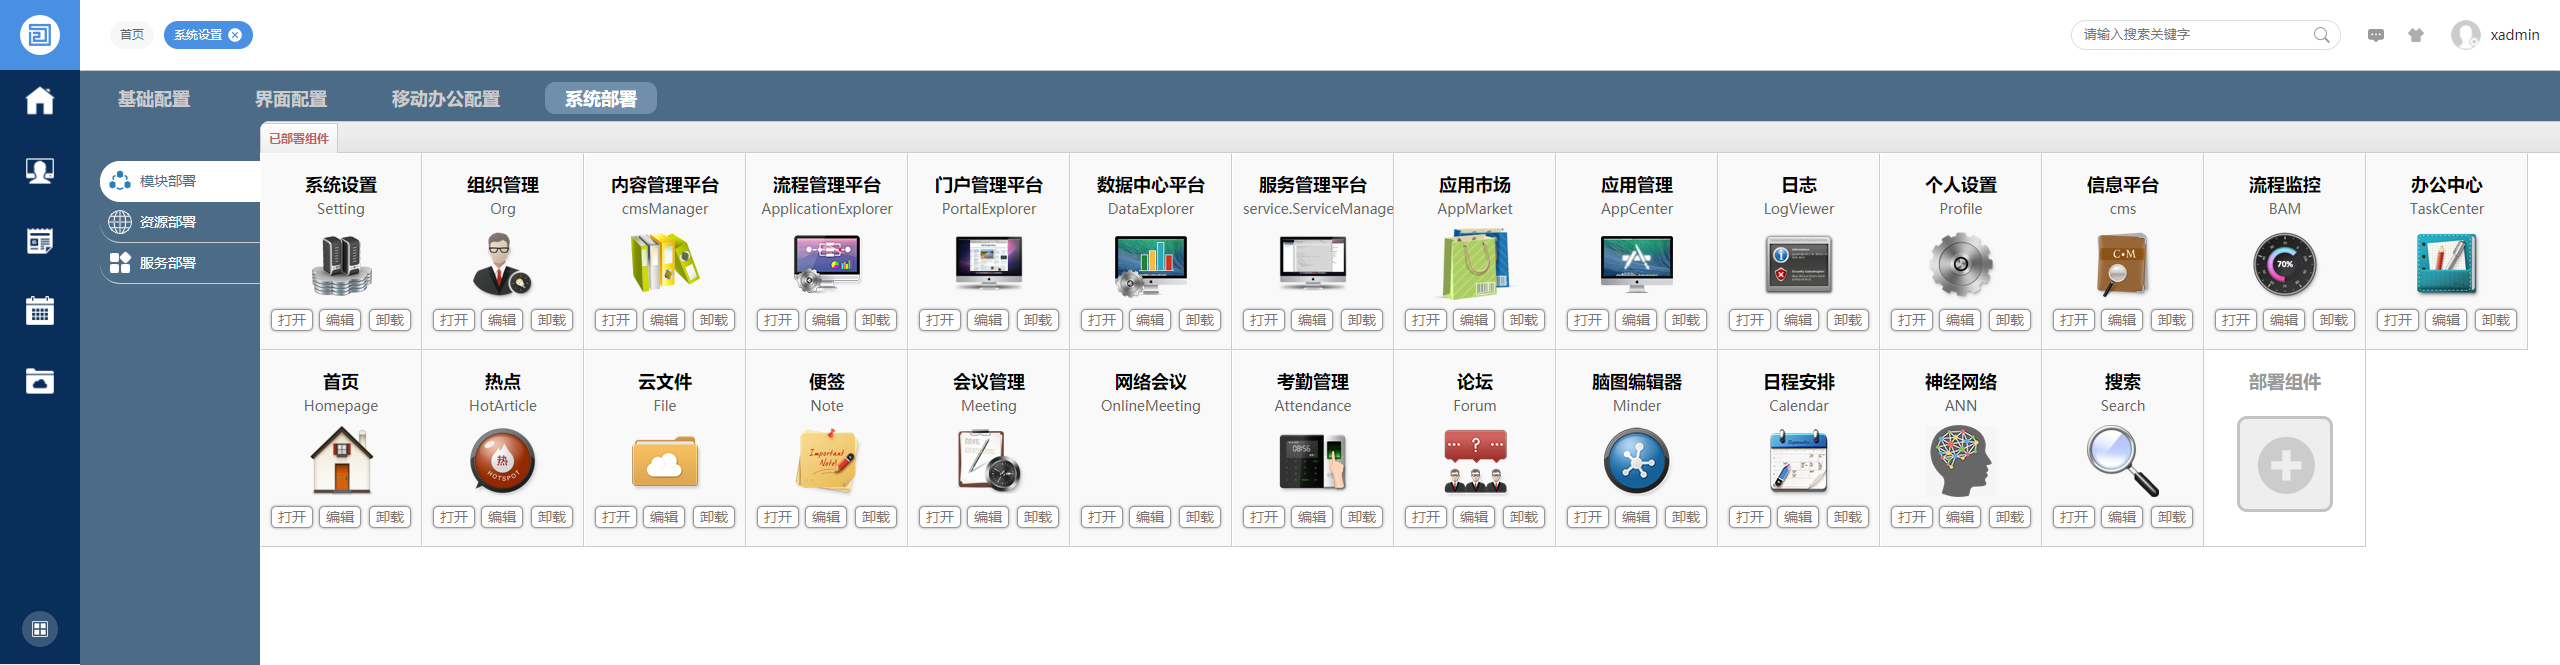 首页 系统设置 请输入搜索关键字 xadmin
基础配置 界面配置 移动办公配置 系统部署
已部署组件
模块部署
资源部署
服务部署
系统设置 组织管理 内容管理平台 流程管理平台 门户管理平台 数据中心平台 服务管理平台 应用市场 应用管理 日志 个人设置 信息平台 流程监控 办公中心
Setting Org cmsManager ApplicationExplorer PortalExplorer DataExplorer service.ServiceManage AppMarket AppCenter LogViewer Profile cms BAM TaskCenter
C•M
70%
打开 编辑 卸载 打开 编辑 卸载 打开 编辑 卸载 打开 编辑 卸载 打开 编辑 卸载 打开 编辑 卸载 打开 编辑 卸载 打开 编辑 卸载 打开 编辑 卸载 打开 编辑 卸载 打开 编辑 卸载 打开 编辑 卸载 打开 编辑 卸载 打开 编辑 卸载
首页 热点 云文件 便签 会议管理 网络会议 考勤管理 论坛 脑图编辑器 日程安排 神经网络 搜索 部署组件
Homepage HotArticle File Note Meeting OnlineMeeting Attendance Forum Minder Calendar ANN Search
热
HOTSPOT
Important
Note!
08:56
?
打开 编辑 卸载 打开 编辑 卸载 打开 编辑 卸载 打开 编辑 卸载 打开 编辑 卸载 打开 编辑 卸载 打开 编辑 卸载 打开 编辑 卸载 打开 编辑 卸载 打开 编辑 卸载 打开 编辑 卸载 打开 编辑 卸载